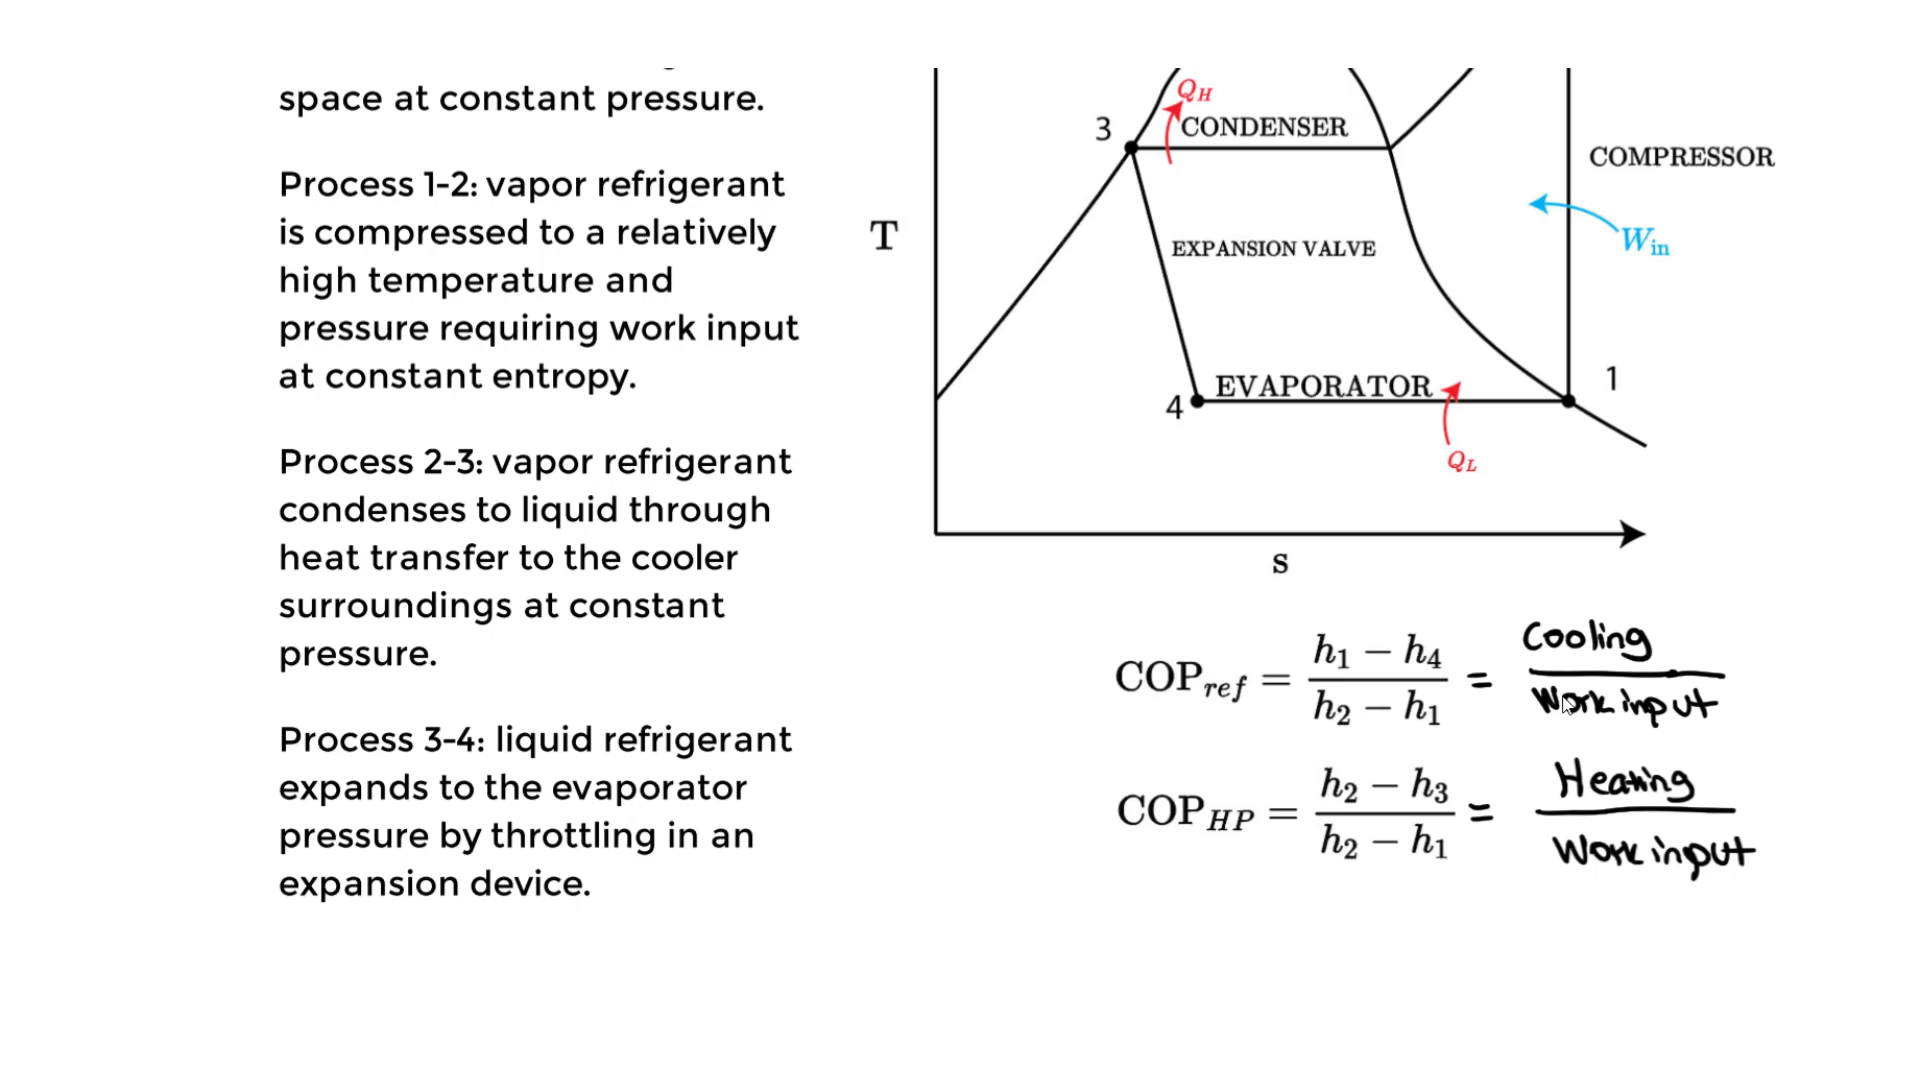 space at constant pressure.
Process 1-2: vapor refrigerant
is compressed to a relatively
high temperature and
pressure requiring work input
at constant entropy.
Process 2-3: vapor refrigerant
condenses to liquid through
heat transfer to the cooler
surroundings at constant
pressure.
Process 3-4: liquid refrigerant
expands to the evaporator
pressure by throttling in an
expansion device.
Q_H
3
CONDENSER
COMPRESSOR
T
W_in
EXPANSION VALVE
1
EVAPORATOR
4
Q_L
s
COP_ref = (h_1 − h_4) / (h_2 − h_1) = Cooling / Work input
COP_HP = (h_2 − h_3) / (h_2 − h_1) = Heating / Work input